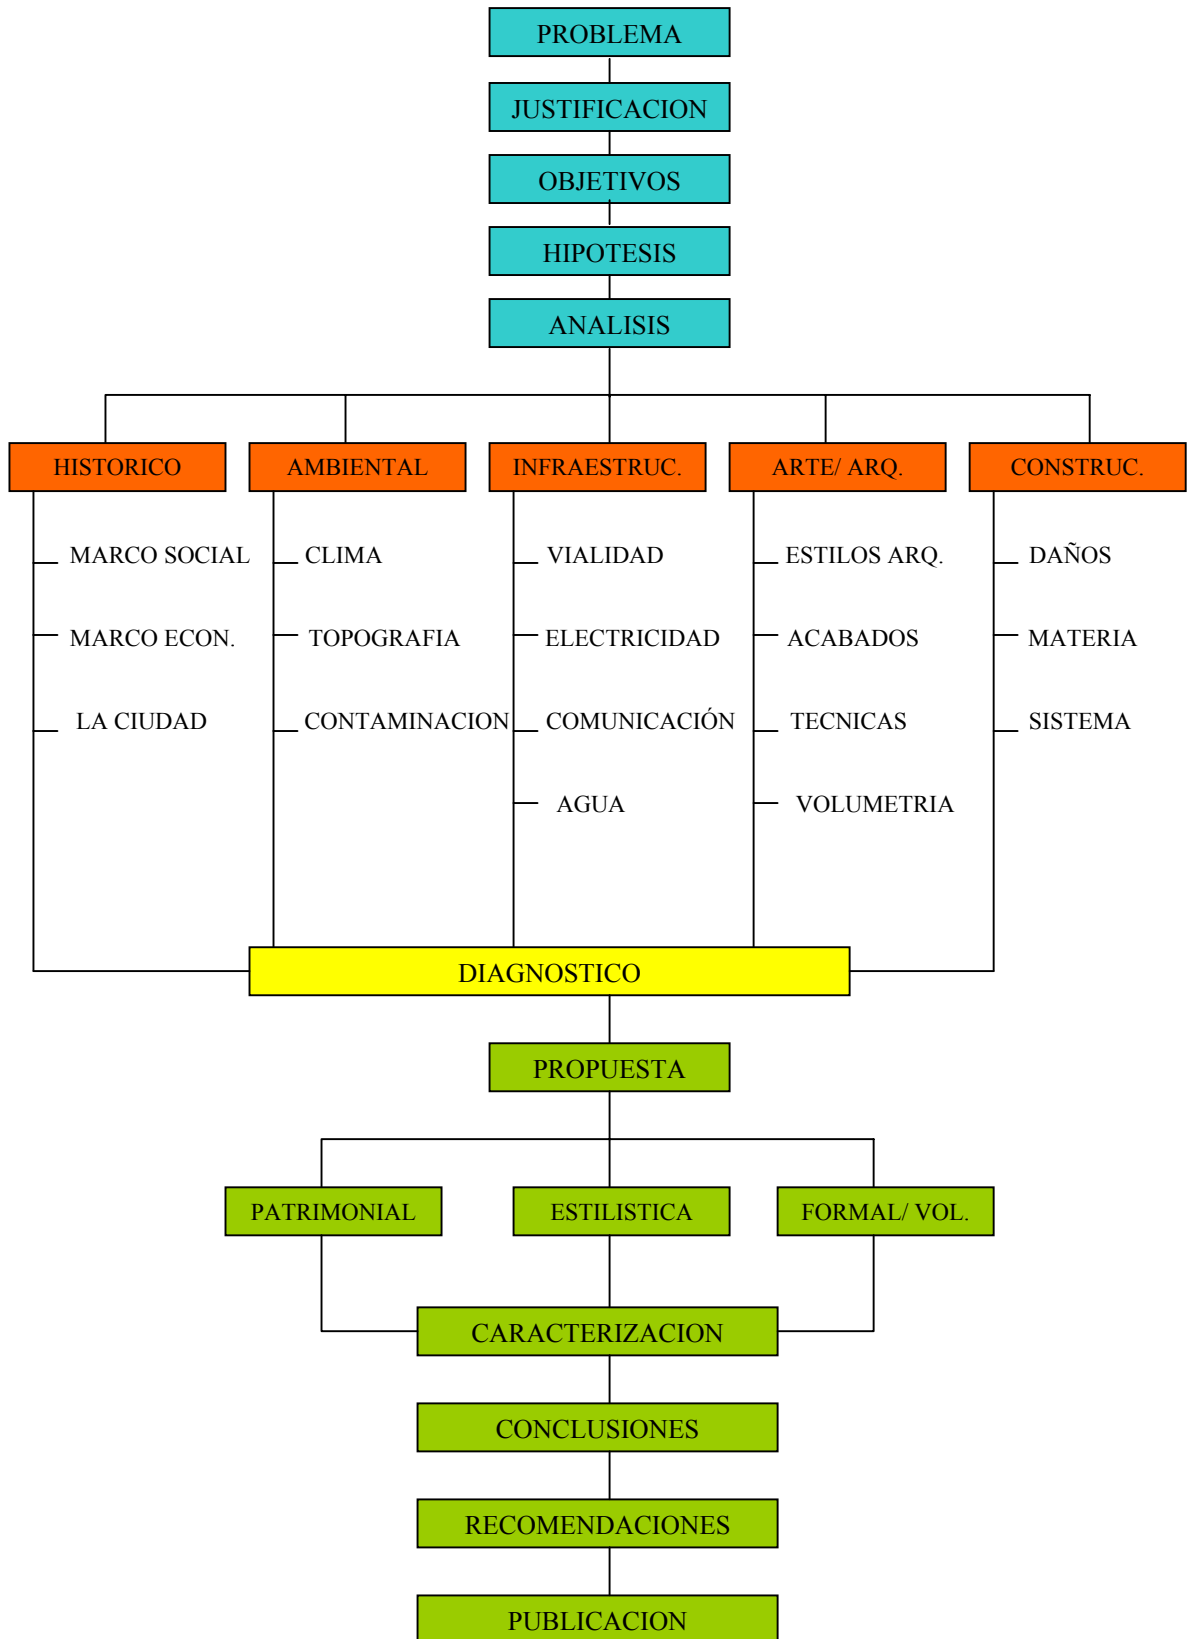 PROBLEMA
JUSTIFICACION
OBJETIVOS
HIPOTESIS
ANALISIS
HISTORICO
AMBIENTAL
INFRAESTRUC.
ARTE/ ARQ.
CONSTRUC.
MARCO SOCIAL
MARCO ECON.
LA CIUDAD
CLIMA
TOPOGRAFIA
CONTAMINACION
VIALIDAD
ELECTRICIDAD
COMUNICACIÓN
AGUA
ESTILOS ARQ.
ACABADOS
TECNICAS
VOLUMETRIA
DAÑOS
MATERIA
SISTEMA
DIAGNOSTICO
PROPUESTA
PATRIMONIAL
ESTILISTICA
FORMAL/ VOL.
CARACTERIZACION
CONCLUSIONES
RECOMENDACIONES
PUBLICACION